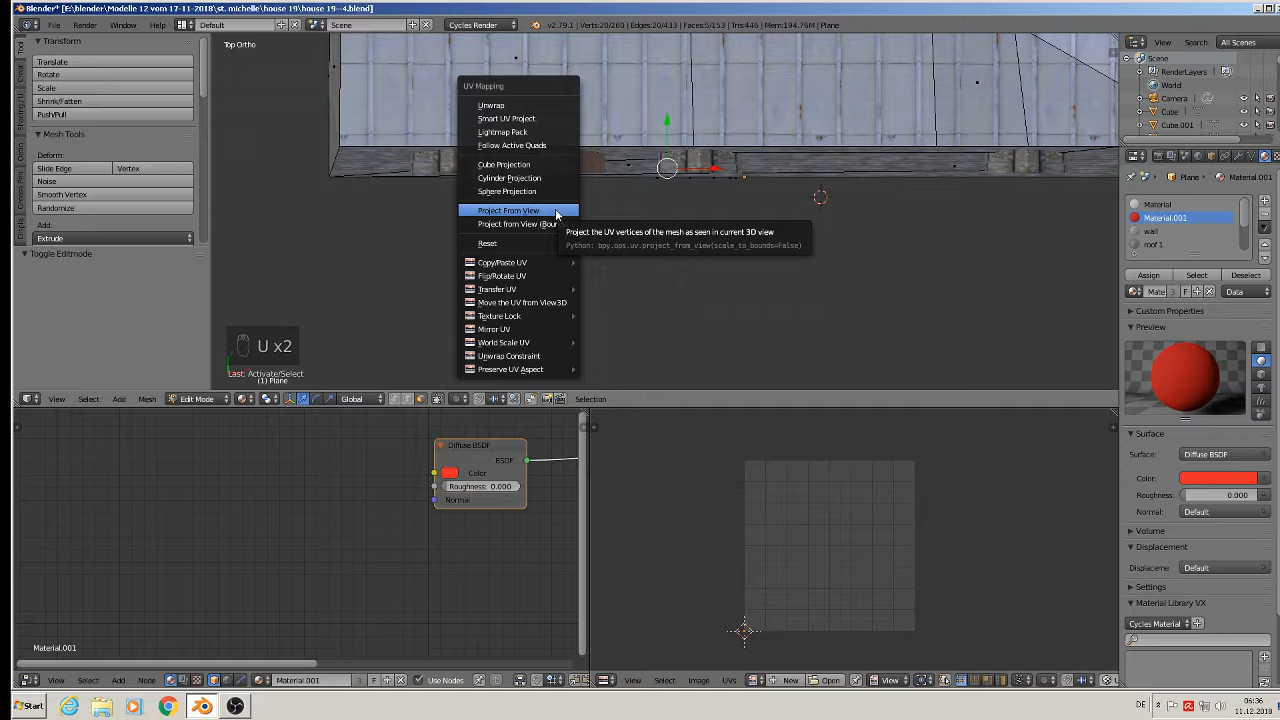 Blender* [E:\blender\Modelle 12 vom 17-11-2018\st. michelle\house 19\house 19--4.blend]
File Render Window Help Default Scene Cycles Render v2.79.1 | Verts:20/260 | Edges:20/433 | Faces:5/153 | Tris:446 | Mem:194.76M | Plane
View Search: All Scenes
Transform
Translate
Rotate
Scale
Shrink/Fatten
Push/Pull
Mesh Tools
Deform:
Slide Edge Vertex
Noise
Smooth Vertex
Randomize
Add:
Extrude
Toggle Editmode
Top Ortho
UV Mapping
Unwrap
Smart UV Project
Lightmap Pack
Follow Active Quads
Cube Projection
Cylinder Projection
Sphere Projection
Project From View
Project from View (Boun
Reset
Copy/Paste UV
Flip/Rotate UV
Transfer UV
Move the UV from View3D
Texture Lock
Mirror UV
World Scale UV
Unwrap Constraint
Preserve UV Aspect
Project the UV vertices of the mesh as seen in current 3D view
Python: bpy.ops.uv.project_from_view(scale_to_bounds=False)
U x2
Last: Activate/Select
(1) Plane
View Select Add Mesh Edit Mode Global Selection
Diffuse BSDF
BSDF
Color
Roughness: 0.000
Normal
Material.001
View Select Add Node Material.001 3 F Use Nodes
View Select Image UVs New Open View
Scene
RenderLayers
World
Camera
Cube
Cube.001
Plane Material.001
Material
Material.001
wall
roof 1
Assign Select Deselect
Mate 3 F Data
Custom Properties
Preview
Surface
Surface: Diffuse BSDF
Color:
Roughness: 0.000
Normal: Default
Volume
Displacement
Displaceme Default
Settings
Material Library VX
Cycles Material
Start
DE
06:36
11.12.2018